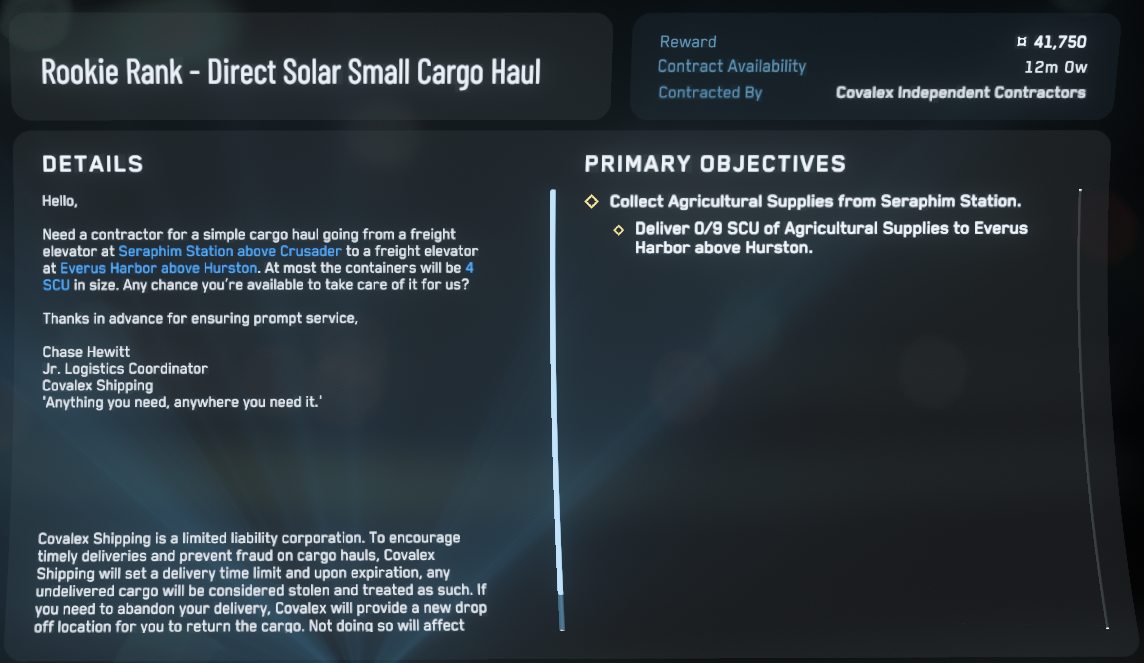 Rookie Rank - Direct Solar Small Cargo Haul
Reward ¤ 41,750
Contract Availability 12m 0w
Contracted By Covalex Independent Contractors
DETAILS
Hello,
Need a contractor for a simple cargo haul going from a freight
elevator at Seraphim Station above Crusader to a freight elevator
at Everus Harbor above Hurston. At most the containers will be 4
SCU in size. Any chance you're available to take care of it for us?
Thanks in advance for ensuring prompt service,
Chase Hewitt
Jr. Logistics Coordinator
Covalex Shipping
'Anything you need, anywhere you need it.'
Covalex Shipping is a limited liability corporation. To encourage
timely deliveries and prevent fraud on cargo hauls, Covalex
Shipping will set a delivery time limit and upon expiration, any
undelivered cargo will be considered stolen and treated as such. If
you need to abandon your delivery, Covalex will provide a new drop
off location for you to return the cargo. Not doing so will affect
PRIMARY OBJECTIVES
Collect Agricultural Supplies from Seraphim Station.
Deliver 0/9 SCU of Agricultural Supplies to Everus
Harbor above Hurston.